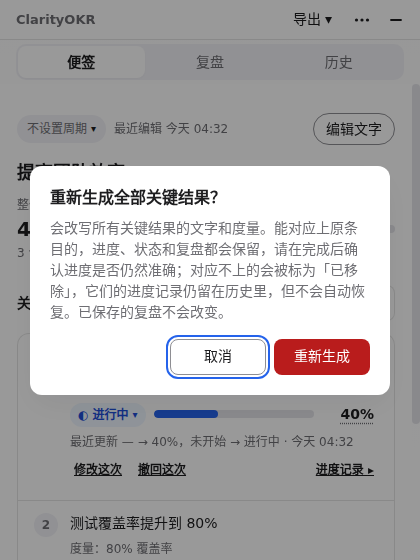 ClarityOKR 导出 ▾ ••• —
便签 复盘 历史
不设置周期 ▾ 最近编辑 今天 04:32 编辑文字
重新生成全部关键结果？
会改写所有关键结果的文字和度量。能对应上原条
目的，进度、状态和复盘都会保留，请在完成后确
认进度是否仍然准确；对应不上的会被标为「已移
除」，它们的进度记录仍留在历史里，但不会自动恢
复。已保存的复盘不会改变。
取消 重新生成
◐ 进行中 ▾ 40%
最近更新 — → 40%，未开始 → 进行中 · 今天 04:32
修改这次 撤回这次 进度记录 ▸
2 测试覆盖率提升到 80%
度量：80% 覆盖率